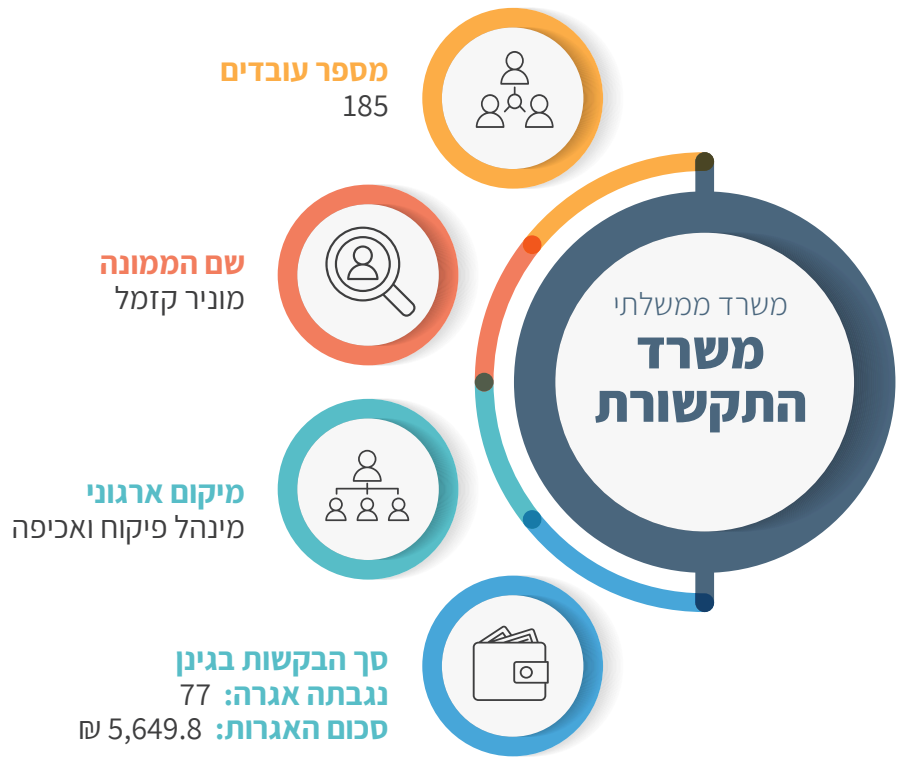 משרד ממשלתי
משרד
התקשורת
מספר עובדים
185
שם הממונה
מוניר קזמל
מיקום ארגוני
מינהל פיקוח ואכיפה
סך הבקשות בגינן
נגבתה אגרה: 77
סכום האגרות: 5,649.8 ₪